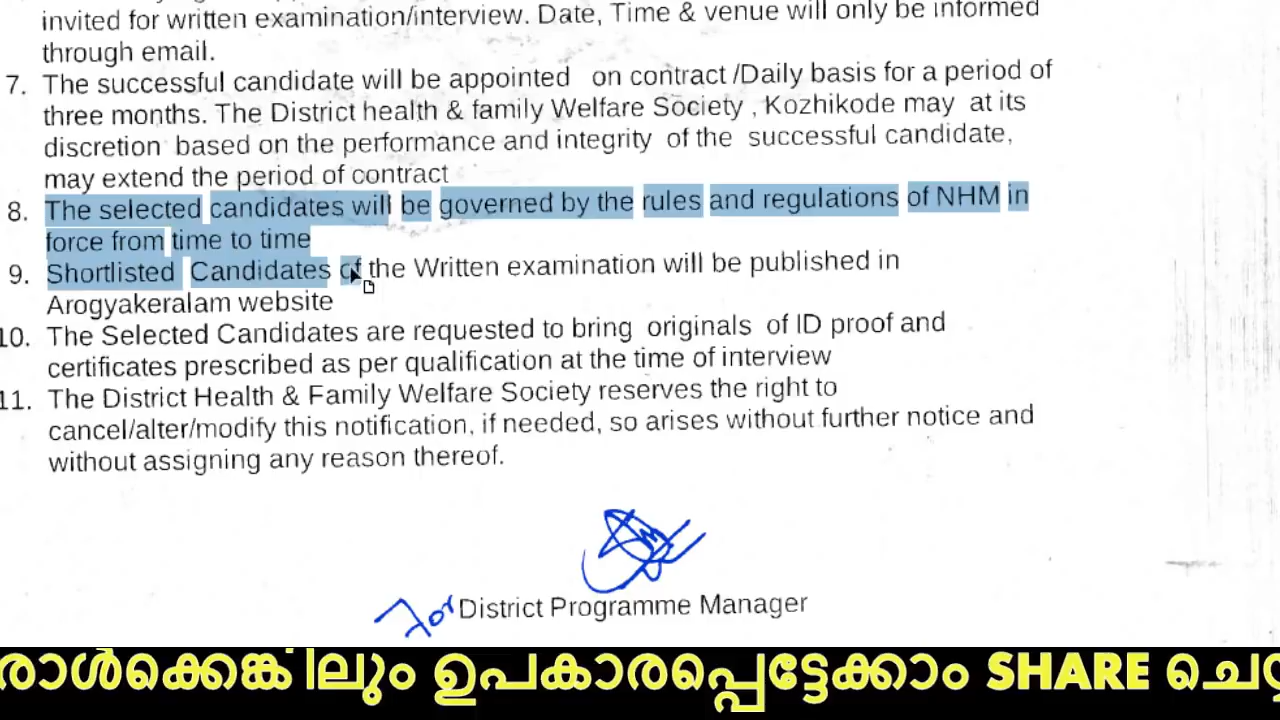 invited for written examination/interview. Date, Time & venue will only be informed
through email.
7. The successful candidate will be appointed on contract /Daily basis for a period of
three months. The District health & family Welfare Society , Kozhikode may at its
discretion based on the performance and integrity of the successful candidate,
may extend the period of contract
8. The selected candidates will be governed by the rules and regulations of NHM in
force from time to time
9. Shortlisted Candidates of the Written examination will be published in
Arogyakeralam website
10. The Selected Candidates are requested to bring originals of ID proof and
certificates prescribed as per qualification at the time of interview
11. The District Health & Family Welfare Society reserves the right to
cancel/alter/modify this notification, if needed, so arises without further notice and
without assigning any reason thereof.
For District Programme Manager
രാൾക്കെങ്കിലും ഉപകാരപ്പെട്ടേക്കാം SHARE ചെയ